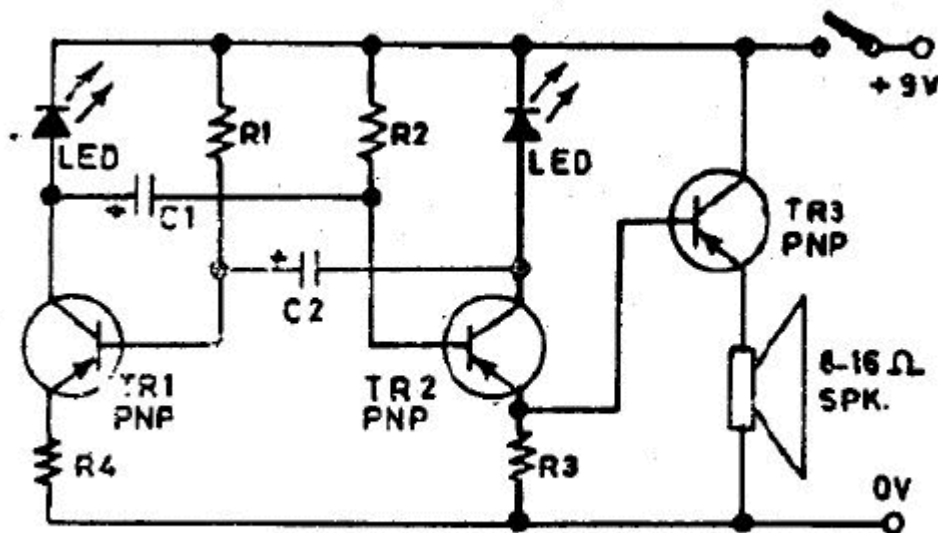 +9V
LED
R1
R2
LED
+
C1
TR3
PNP
+
C2
8-16 Ω
SPK.
TR1
PNP
TR2
PNP
R4
R3
0V